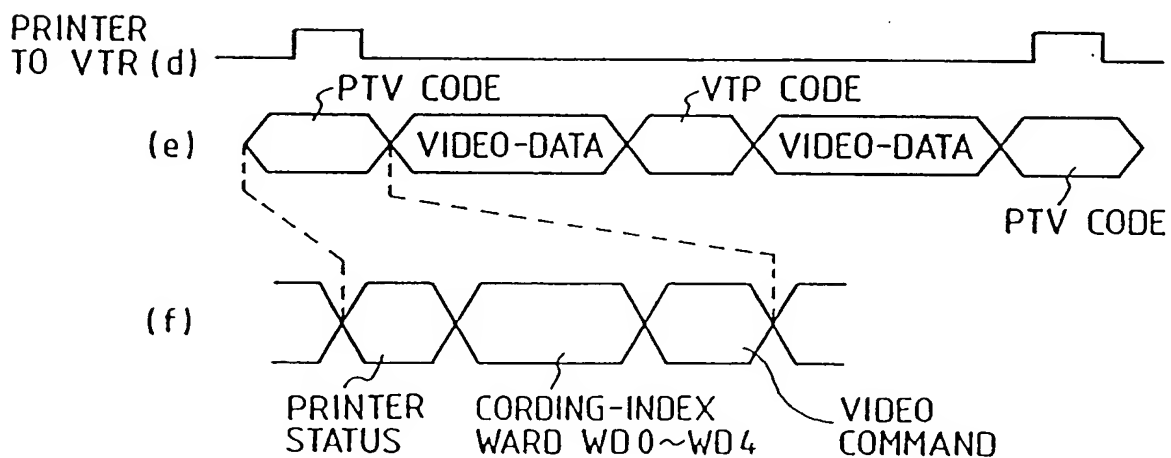 PRINTER
TO VTR (d)
PTV CODE
VTP CODE
(e)
VIDEO-DATA
VIDEO-DATA
PTV CODE
(f)
PRINTER
STATUS
CORDING-INDEX
WARD WD0~WD4
VIDEO
COMMAND